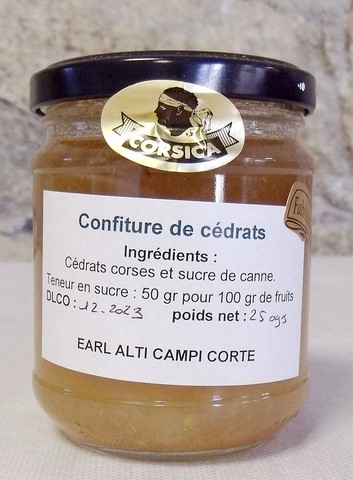 CORSICA
Confiture de cédrats
Ingrédients :
Cédrats corses et sucre de canne.
Teneur en sucre : 50 gr pour 100 gr de fruits
DLCO : 12-2023 poids net : 250grs
EARL ALTI CAMPI CORTE